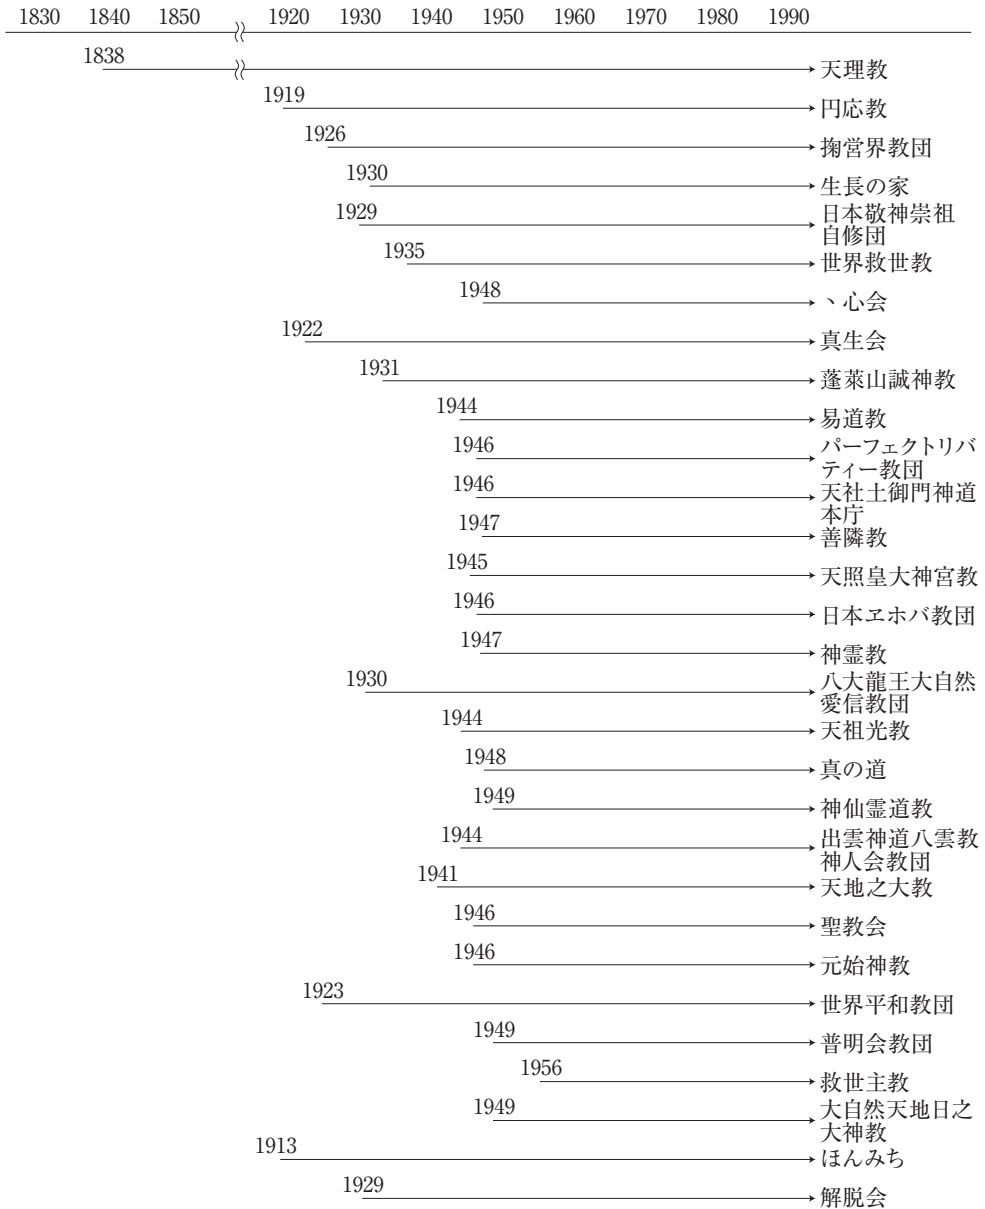 1830 1840 1850 1920 1930 1940 1950 1960 1970 1980 1990
1838
天理教
1919
円応教
1926
掬営界教団
1930
生長の家
1929
日本敬神崇祖
自修団
1935
世界救世教
1948
丶心会
1922
真生会
1931
蓬萊山誠神教
1944
易道教
1946
パーフェクトリバ
ティー教団
1946
天社土御門神道
本庁
1947
善隣教
1945
天照皇大神宮教
1946
日本ヱホバ教団
1947
神霊教
1930
八大龍王大自然
愛信教団
1944
天祖光教
1948
真の道
1949
神仙霊道教
1944
出雲神道八雲教
神人会教団
1941
天地之大教
1946
聖教会
1946
元始神教
1923
世界平和教団
1949
普明会教団
1956
救世主教
1949
大自然天地日之
大神教
1913
ほんみち
1929
解脱会